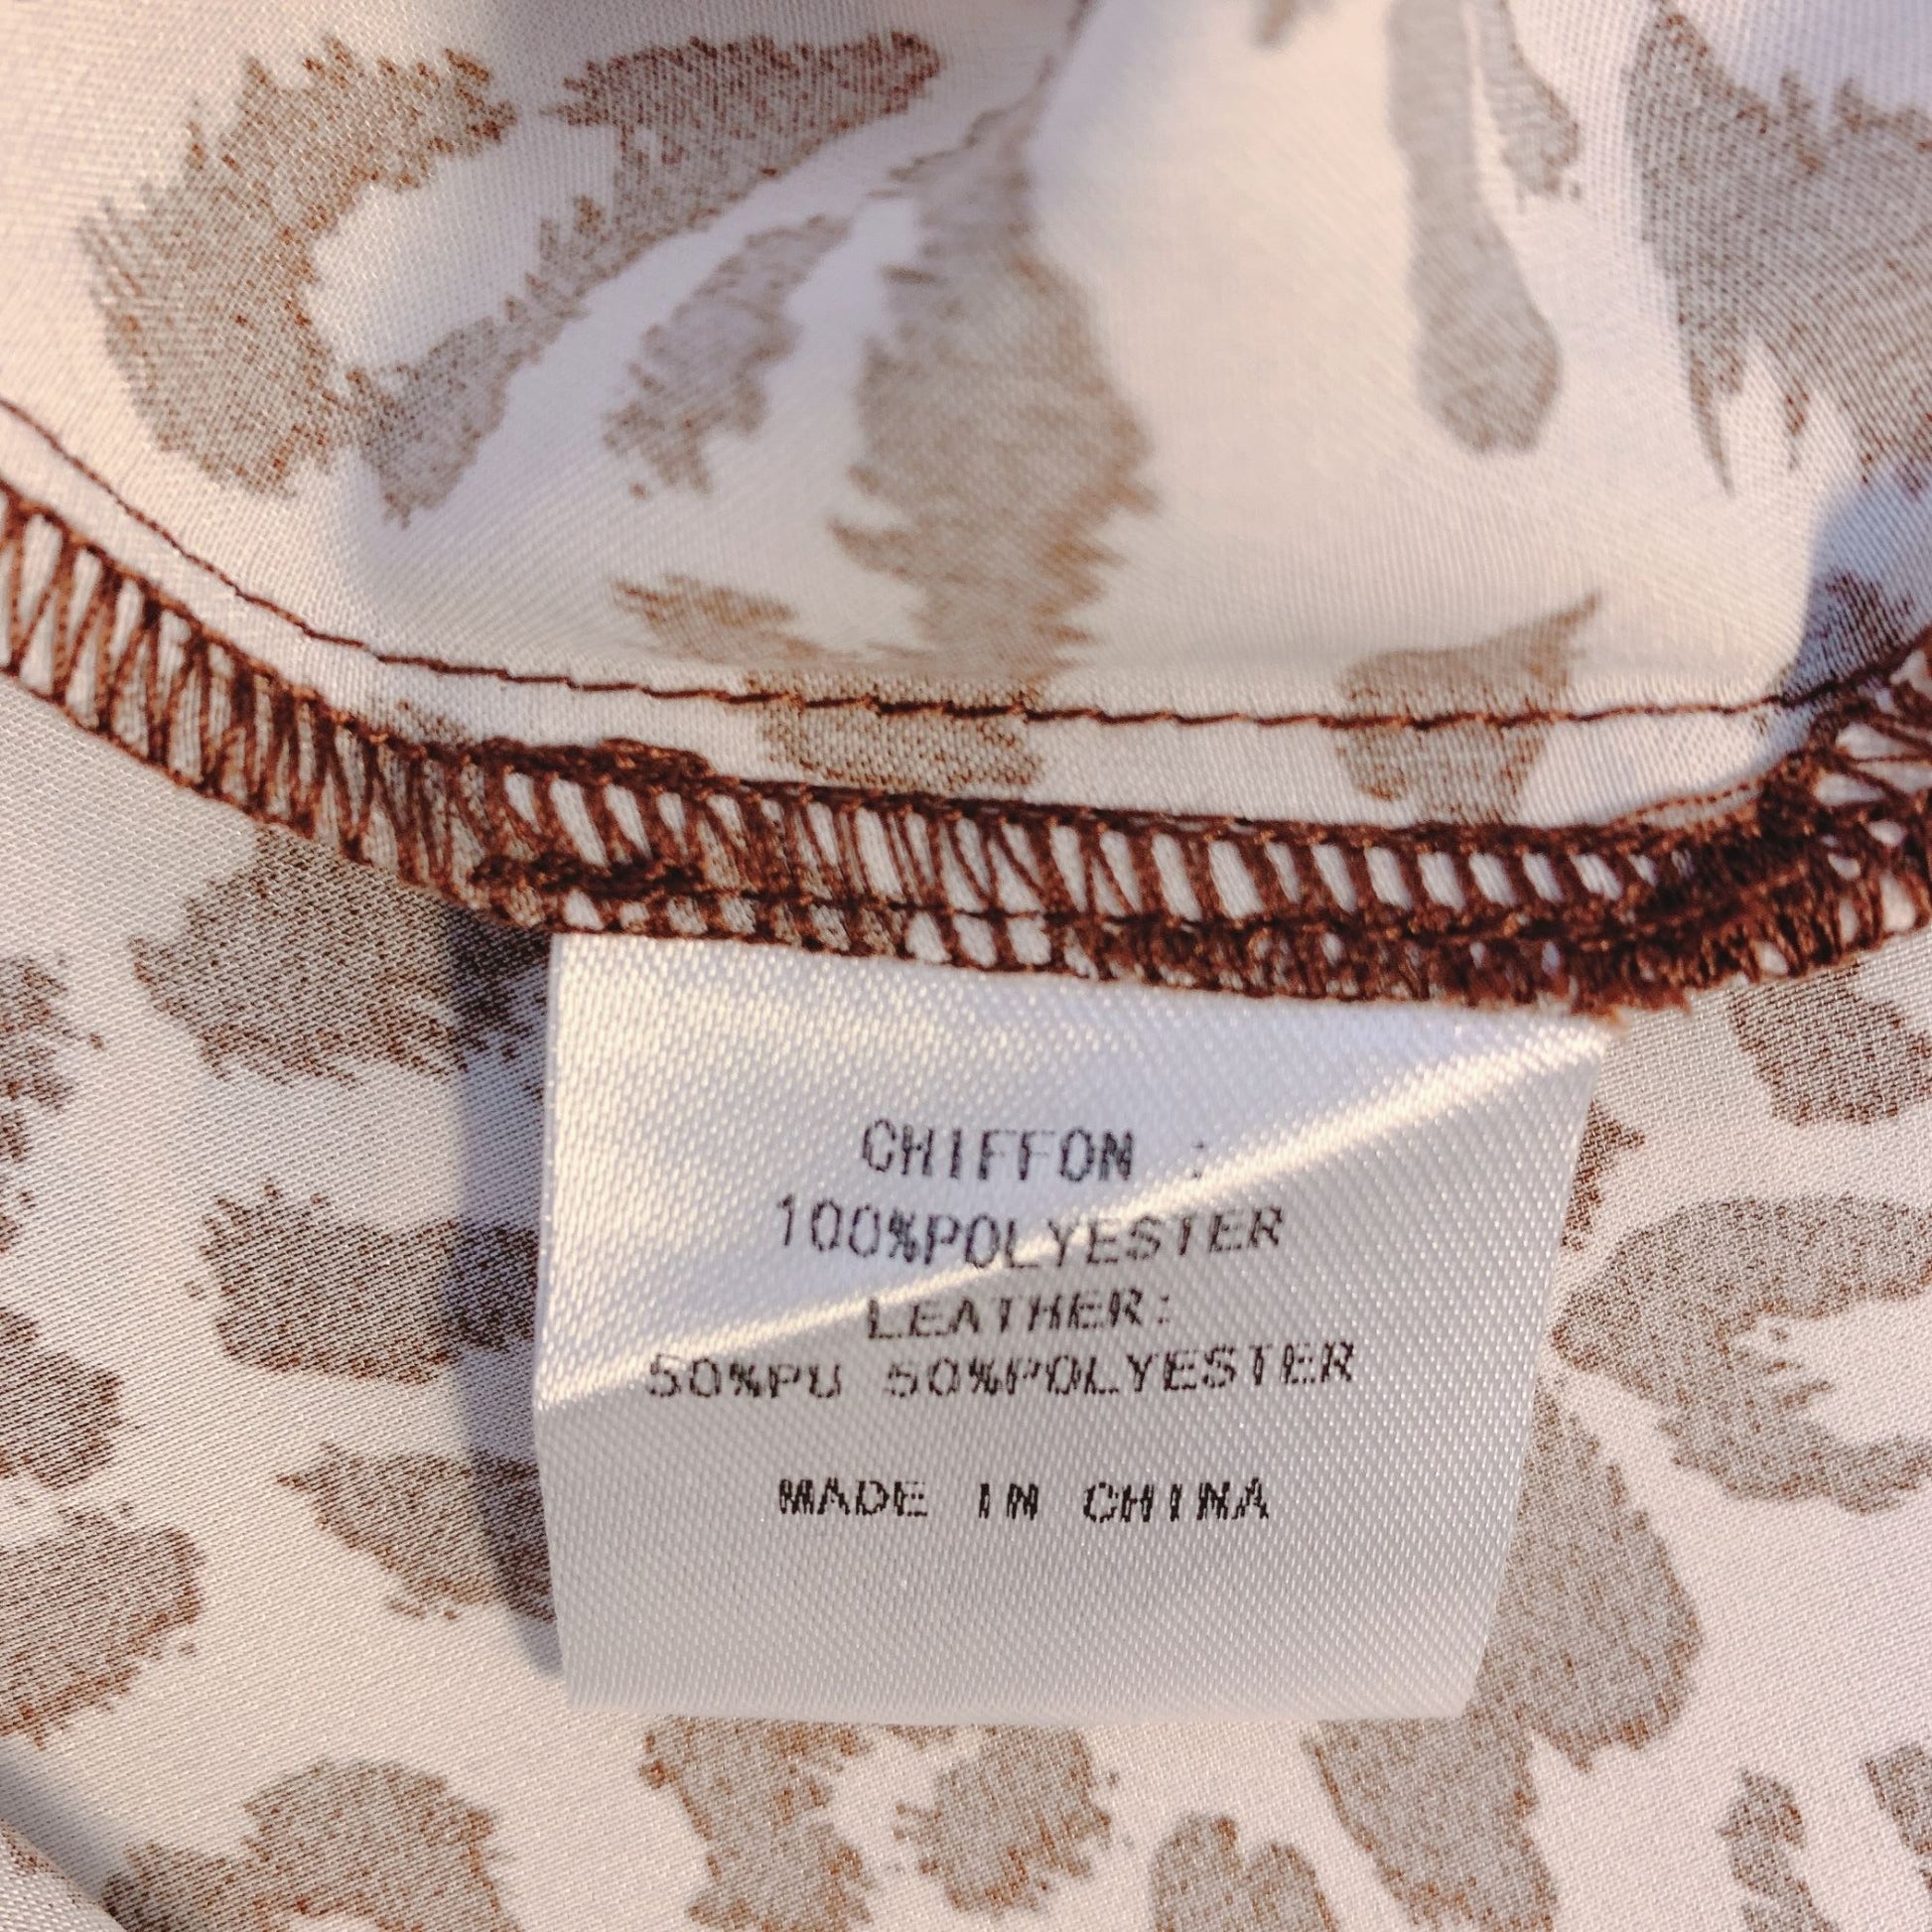 CHIFFON :
100%POLYESTER
LEATHER:
50%PU 50%POLYESTER
MADE IN CHINA